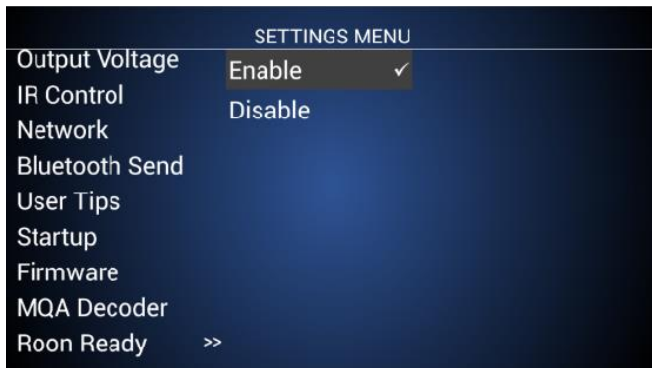 SETTINGS MENU
Output Voltage
IR Control
Network
Bluetooth Send
User Tips
Startup
Firmware
MQA Decoder
Roon Ready >>
Enable ✓
Disable